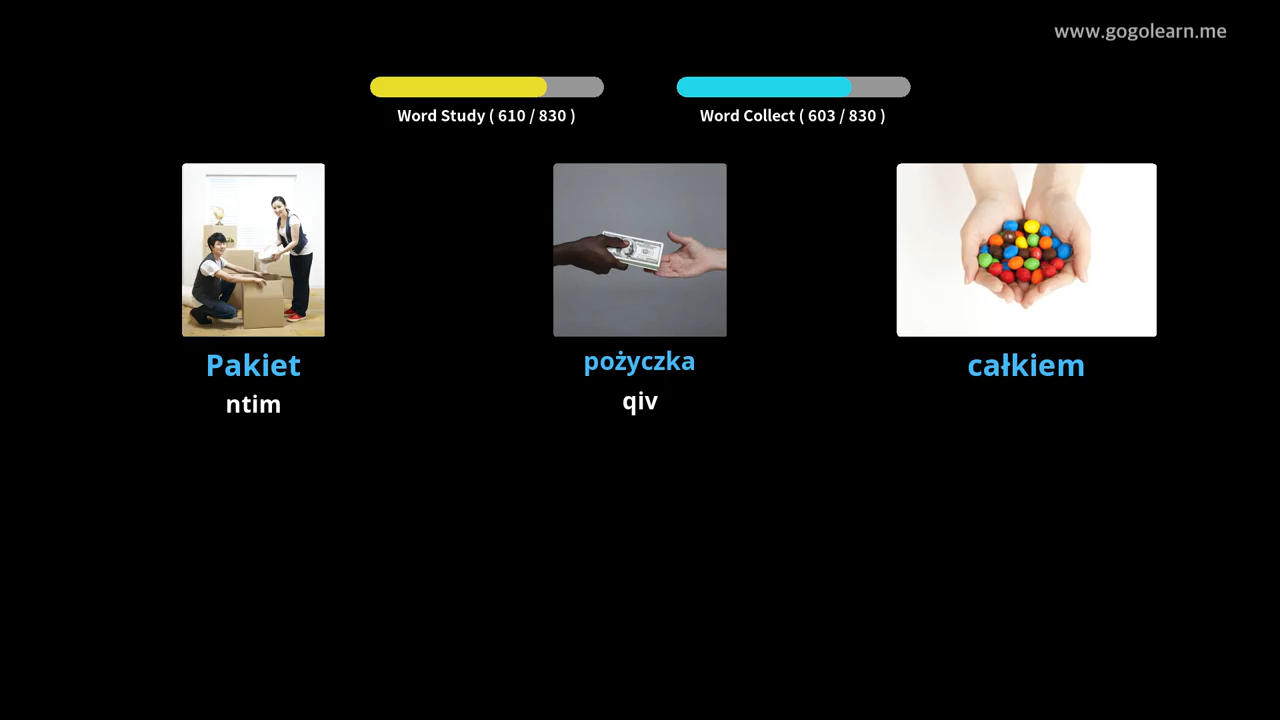 www.gogolearn.me
Word Study ( 610 / 830 )
Word Collect ( 603 / 830 )
Pakiet
ntim
pożyczka
qiv
całkiem